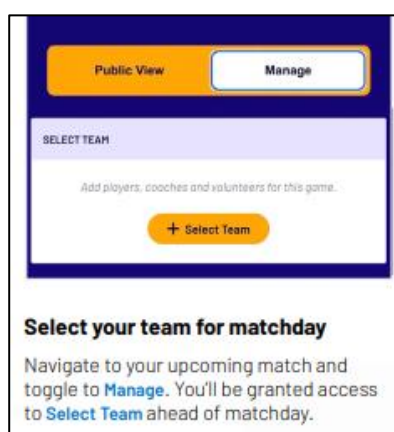 Public View Manage
SELECT TEAM
Add players, coaches and volunteers for this game.
+ Select Team
Select your team for matchday
Navigate to your upcoming match and
toggle to Manage. You'll be granted access
to Select Team ahead of matchday.